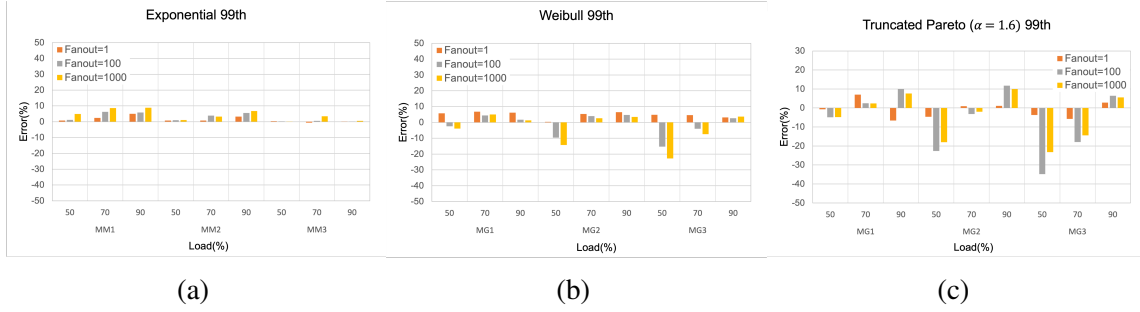 Exponential 99th
Fanout=1
Fanout=100
Fanout=1000
Error(%)
50
40
30
20
10
0
-10
-20
-30
-40
-50
50 70 90 50 70 90 50 70 90
MM1 MM2 MM3
Load(%)
(a)
Weibull 99th
Fanout=1
Fanout=100
Fanout=1000
Error(%)
50
40
30
20
10
0
-10
-20
-30
-40
-50
50 70 90 50 70 90 50 70 90
MG1 MG2 MG3
Load(%)
(b)
Truncated Pareto (α = 1.6) 99th
Fanout=1
Fanout=100
Fanout=1000
Error(%)
30
20
10
0
-10
-20
-30
-40
-50
50 70 90 50 70 90 50 70 90
MG1 MG2 MG3
Load(%)
(c)